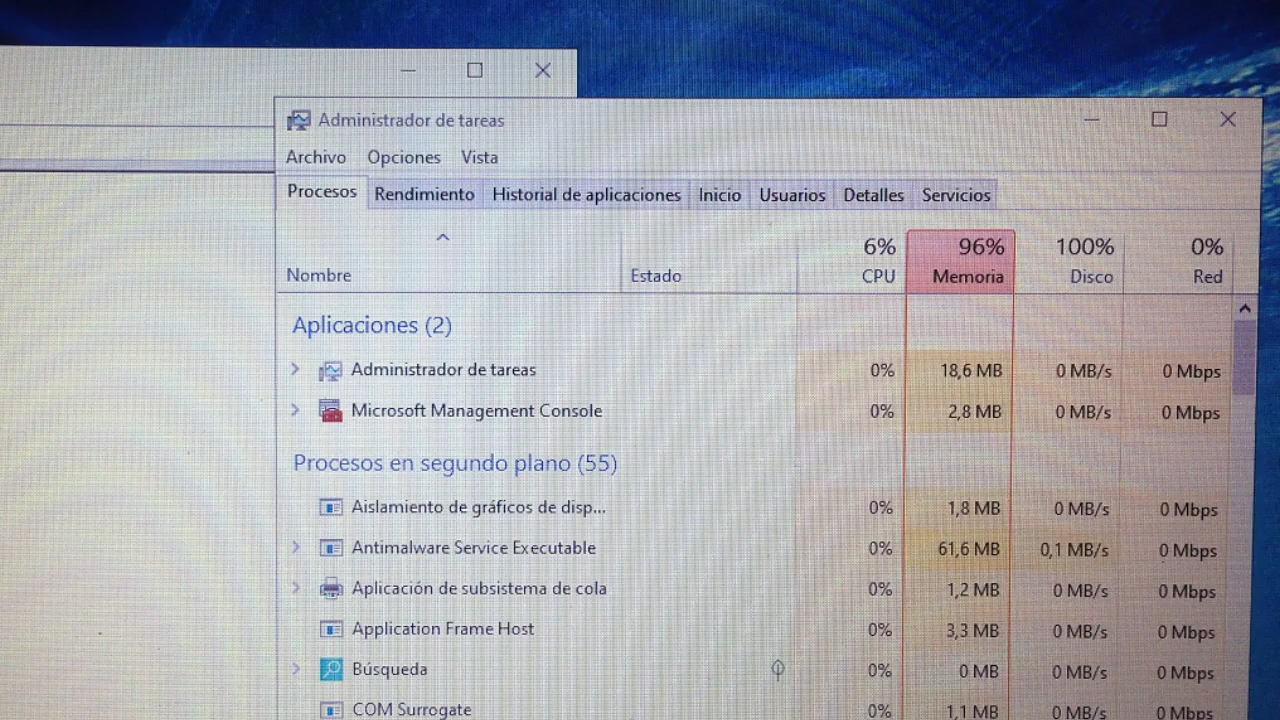 Administrador de tareas
Archivo Opciones Vista
Procesos Rendimiento Historial de aplicaciones Inicio Usuarios Detalles Servicios
6% 96% 100% 0%
Nombre Estado CPU Memoria Disco Red
Aplicaciones (2)
Administrador de tareas 0% 18,6 MB 0 MB/s 0 Mbps
Microsoft Management Console 0% 2,8 MB 0 MB/s 0 Mbps
Procesos en segundo plano (55)
Aislamiento de gráficos de disp... 0% 1,8 MB 0 MB/s 0 Mbps
Antimalware Service Executable 0% 61,6 MB 0,1 MB/s 0 Mbps
Aplicación de subsistema de cola 0% 1,2 MB 0 MB/s 0 Mbps
Application Frame Host 0% 3,3 MB 0 MB/s 0 Mbps
Búsqueda 0% 0 MB 0 MB/s 0 Mbps
COM Surrogate 0% 1,1 MB 0 MB/s 0 Mbps